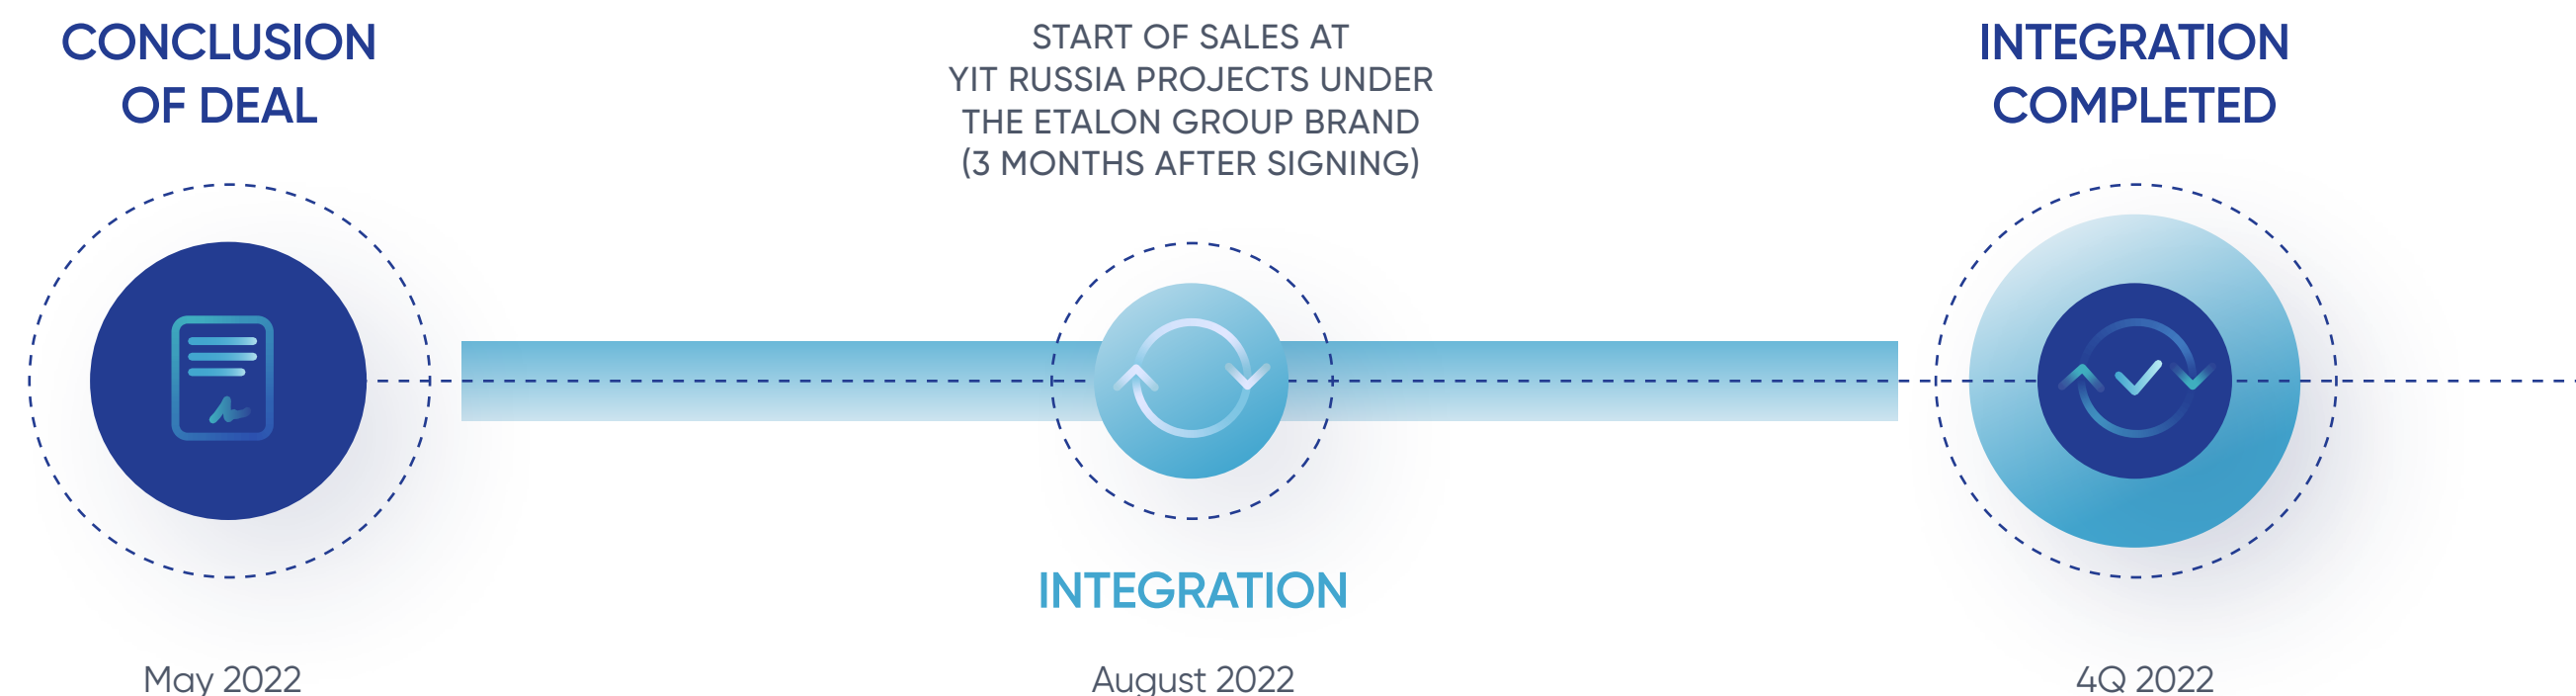 CONCLUSION
OF DEAL
START OF SALES AT
YIT RUSSIA PROJECTS UNDER
THE ETALON GROUP BRAND
(3 MONTHS AFTER SIGNING)
INTEGRATION
COMPLETED
INTEGRATION
May 2022
August 2022
4Q 2022